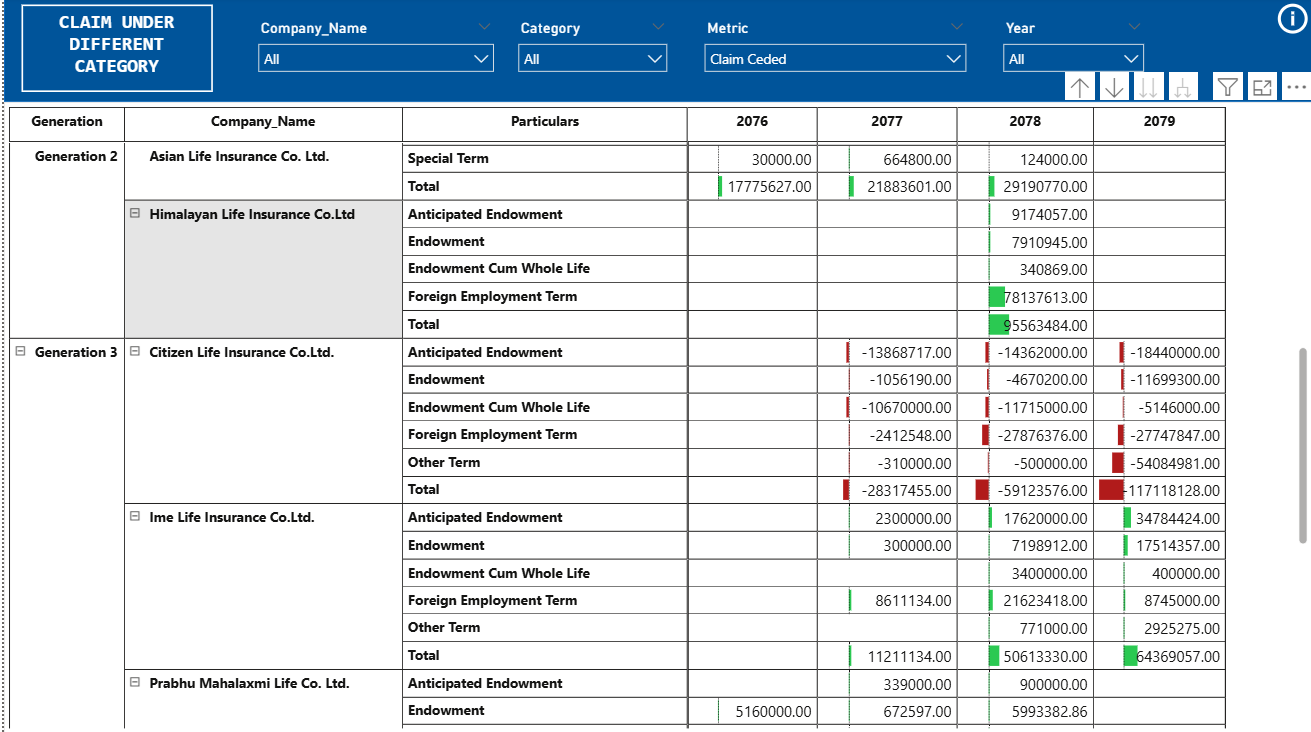 CLAIM UNDER
DIFFERENT
CATEGORY
Company_Name Category Metric Year
All All Claim Ceded All
Generation Company_Name Particulars 2076 2077 2078 2079
Generation 2 Asian Life Insurance Co. Ltd. Special Term 30000.00 664800.00 124000.00
Total 17775627.00 21883601.00 29190770.00
Himalayan Life Insurance Co.Ltd Anticipated Endowment 9174057.00
Endowment 7910945.00
Endowment Cum Whole Life 340869.00
Foreign Employment Term 78137613.00
Total 95563484.00
Generation 3 Citizen Life Insurance Co.Ltd. Anticipated Endowment -13868717.00 -14362000.00 -18440000.00
Endowment -1056190.00 -4670200.00 -11699300.00
Endowment Cum Whole Life -10670000.00 -11715000.00 -5146000.00
Foreign Employment Term -2412548.00 -27876376.00 -27747847.00
Other Term -310000.00 -500000.00 -54084981.00
Total -28317455.00 -59123576.00 -117118128.00
Ime Life Insurance Co.Ltd. Anticipated Endowment 2300000.00 17620000.00 34784424.00
Endowment 300000.00 7198912.00 17514357.00
Endowment Cum Whole Life 3400000.00 400000.00
Foreign Employment Term 8611134.00 21623418.00 8745000.00
Other Term 771000.00 2925275.00
Total 11211134.00 50613330.00 64369057.00
Prabhu Mahalaxmi Life Co. Ltd. Anticipated Endowment 339000.00 900000.00
Endowment 5160000.00 672597.00 5993382.86